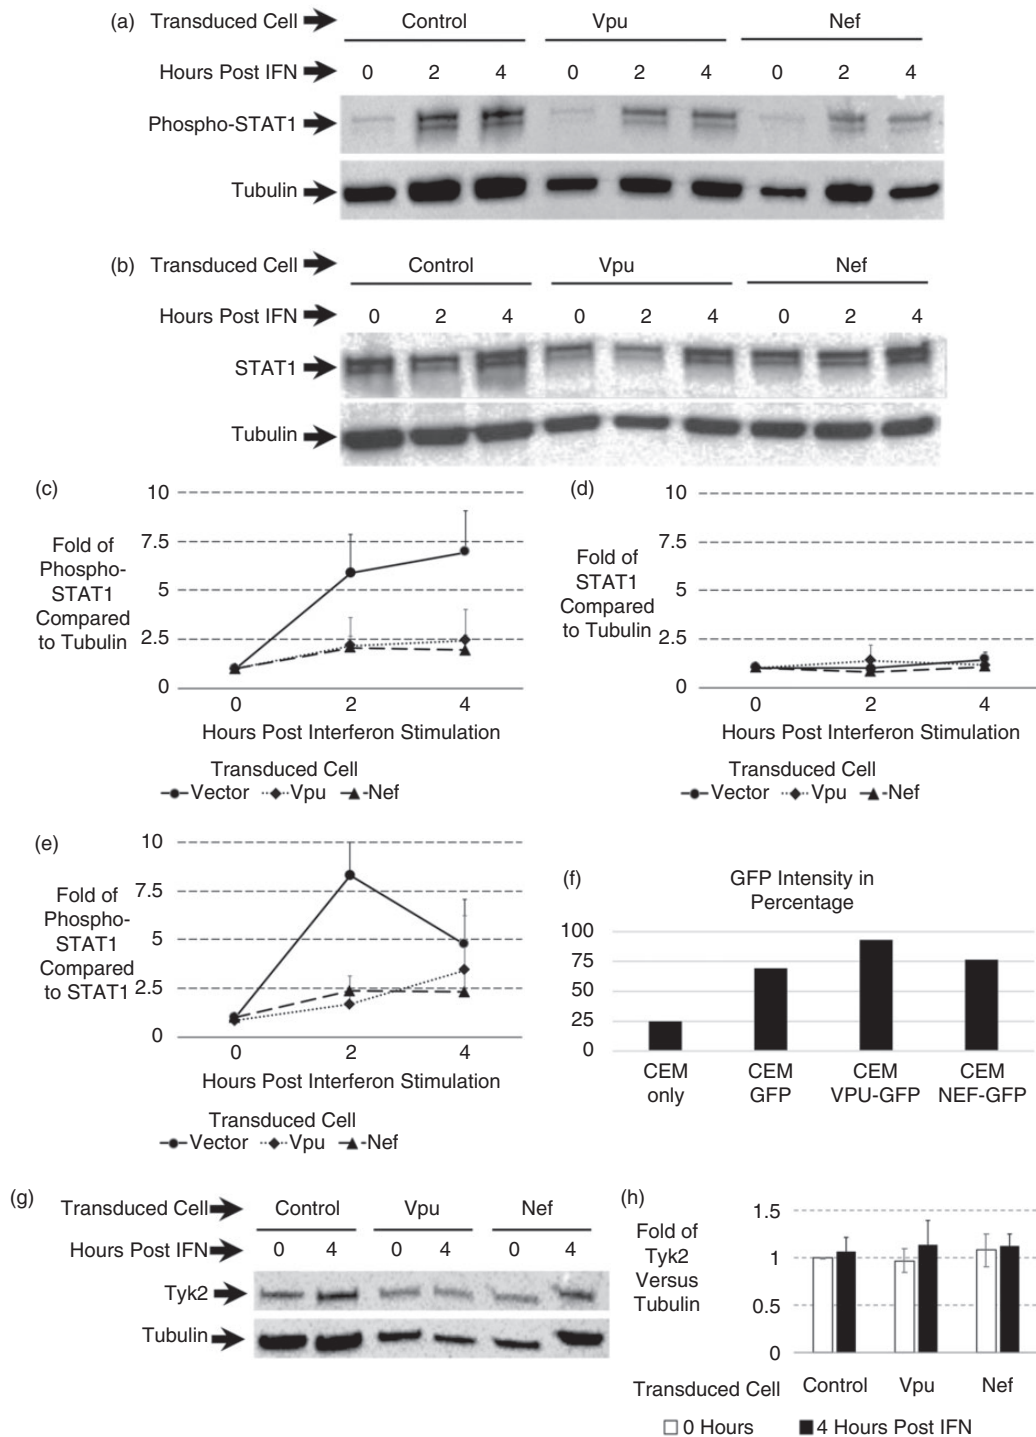 (a) Transduced Cell Control Vpu Nef
Hours Post IFN 0 2 4 0 2 4 0 2 4
Phospho-STAT1
Tubulin
(b) Transduced Cell Control Vpu Nef
Hours Post IFN 0 2 4 0 2 4 0 2 4
STAT1
Tubulin
(c)
Fold of
Phospho-
STAT1
Compared
to Tubulin
10
7.5
5
2.5
0
0 2 4
Hours Post Interferon Stimulation
Transduced Cell
Vector Vpu Nef
(d)
Fold of
STAT1
Compared
to Tubulin
10
7.5
5
2.5
0
0 2 4
Hours Post Interferon Stimulation
Transduced Cell
Vector Vpu Nef
(e)
Fold of
Phospho-
STAT1
Compared
to STAT1
10
7.5
5
2.5
0
0 2 4
Hours Post Interferon Stimulation
Transduced Cell
Vector Vpu Nef
(f)
GFP Intensity in
Percentage
100
75
50
25
0
CEM CEM CEM CEM
only GFP VPU-GFP NEF-GFP
(g) Transduced Cell Control Vpu Nef
Hours Post IFN 0 4 0 4 0 4
Tyk2
Tubulin
(h)
Fold of
Tyk2
Versus
Tubulin
1.5
1
0.5
0
Transduced Cell Control Vpu Nef
0 Hours 4 Hours Post IFN